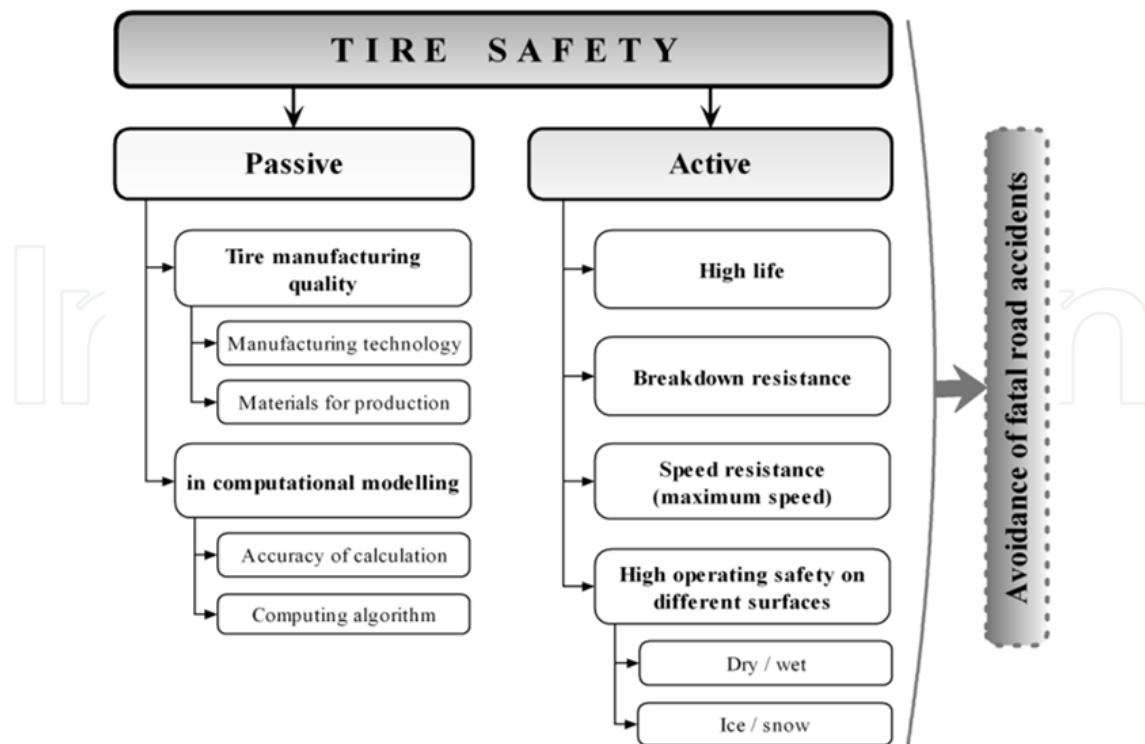 TIRE SAFETY
Passive
Tire manufacturing
quality
Manufacturing technology
Materials for production
in computational modelling
Accuracy of calculation
Computing algorithm
Active
High life
Breakdown resistance
Speed resistance
(maximum speed)
High operating safety on
different surfaces
Dry / wet
Ice / snow
Avoidance of fatal road accidents